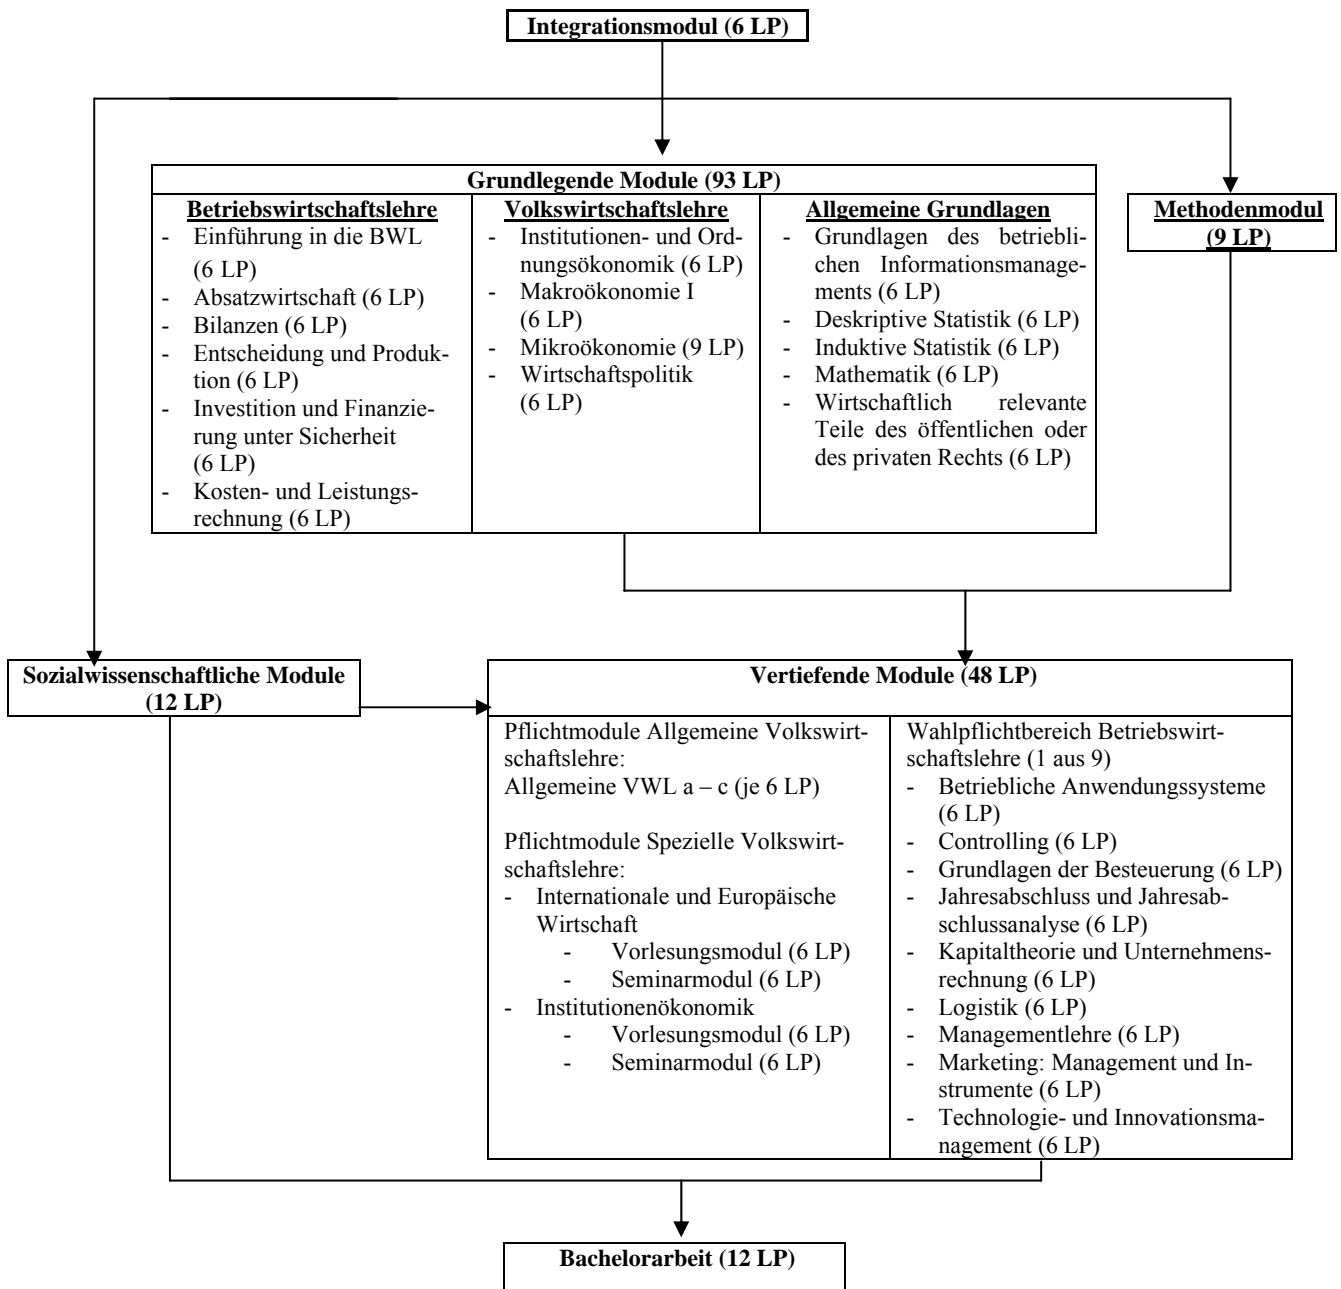 Integrationsmodul (6 LP)
Grundlegende Module (93 LP)
Betriebswirtschaftslehre
- Einführung in die BWL
(6 LP)
- Absatzwirtschaft (6 LP)
- Bilanzen (6 LP)
- Entscheidung und Produk-
tion (6 LP)
- Investition und Finanzie-
rung unter Sicherheit
(6 LP)
- Kosten- und Leistungs-
rechnung (6 LP)
Volkswirtschaftslehre
- Institutionen- und Ord-
nungsökonomik (6 LP)
- Makroökonomie I
(6 LP)
- Mikroökonomie (9 LP)
- Wirtschaftspolitik
(6 LP)
Allgemeine Grundlagen
- Grundlagen des betriebli-
chen Informationsmanage-
ments (6 LP)
- Deskriptive Statistik (6 LP)
- Induktive Statistik (6 LP)
- Mathematik (6 LP)
- Wirtschaftlich relevante
Teile des öffentlichen oder
des privaten Rechts (6 LP)
Methodenmodul
(9 LP)
Sozialwissenschaftliche Module
(12 LP)
Vertiefende Module (48 LP)
Pflichtmodule Allgemeine Volkswirt-
schaftslehre:
Allgemeine VWL a – c (je 6 LP)
Pflichtmodule Spezielle Volkswirt-
schaftslehre:
- Internationale und Europäische
Wirtschaft
- Vorlesungsmodul (6 LP)
- Seminarmodul (6 LP)
- Institutionenökonomik
- Vorlesungsmodul (6 LP)
- Seminarmodul (6 LP)
Wahlpflichtbereich Betriebswirt-
schaftslehre (1 aus 9)
- Betriebliche Anwendungssysteme
(6 LP)
- Controlling (6 LP)
- Grundlagen der Besteuerung (6 LP)
- Jahresabschluss und Jahresab-
schlussanalyse (6 LP)
- Kapitaltheorie und Unternehmens-
rechnung (6 LP)
- Logistik (6 LP)
- Managementlehre (6 LP)
- Marketing: Management und In-
strumente (6 LP)
- Technologie- und Innovationsma-
nagement (6 LP)
Bachelorarbeit (12 LP)